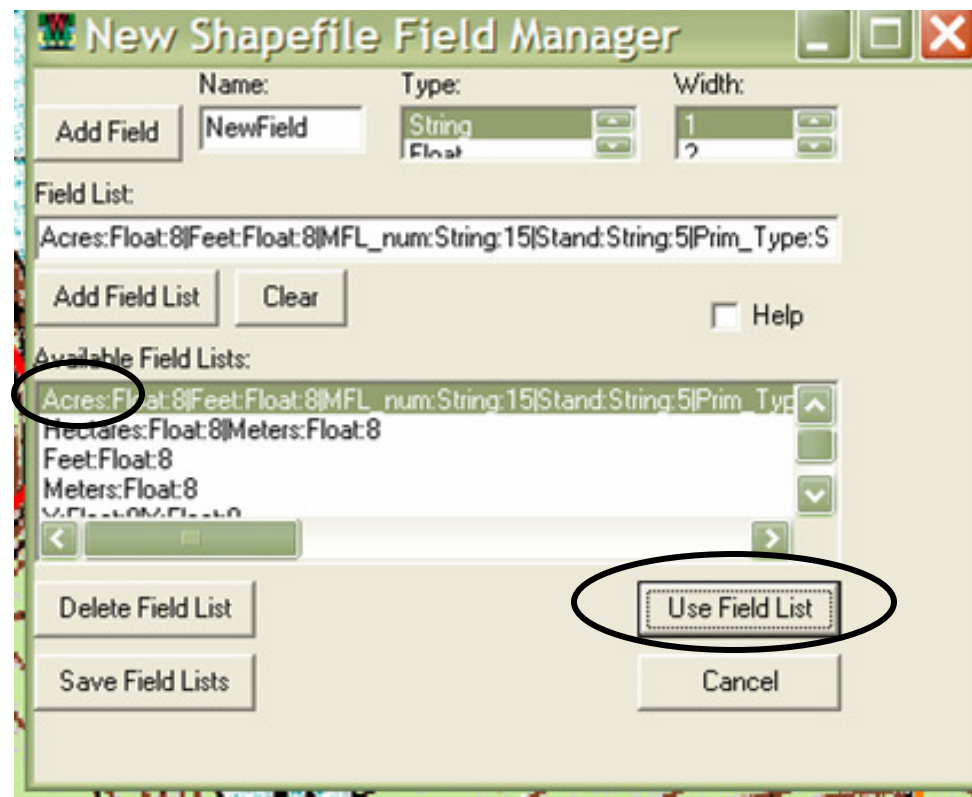 New Shapefile Field Manager
Name: Type: Width:
Add Field NewField String 1
Float 2
Field List:
Acres:Float:8|Feet:Float:8|MFL_num:String:15|Stand:String:5|Prim_Type:S
Add Field List Clear Help
Available Field Lists:
Acres:Float:8|Feet:Float:8|MFL_num:String:15|Stand:String:5|Prim_Typ
Hectares:Float:8|Meters:Float:8
Feet:Float:8
Meters:Float:8
Delete Field List Use Field List
Save Field Lists Cancel